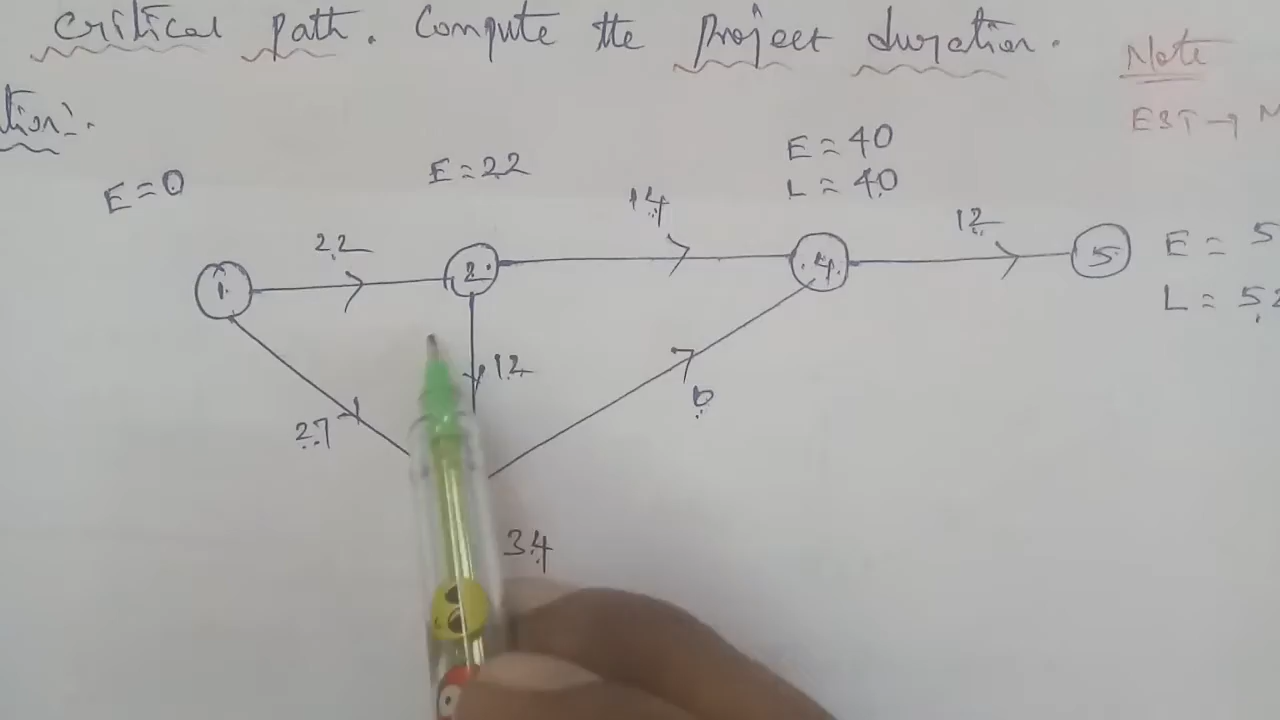 critical path. Compute the project duration.
Note
tion:.
EST → M
E = 0
E = 22
E = 40
L = 40
22
14
12
1
2
4
5
E = 5
L = 52
12
27
6
34